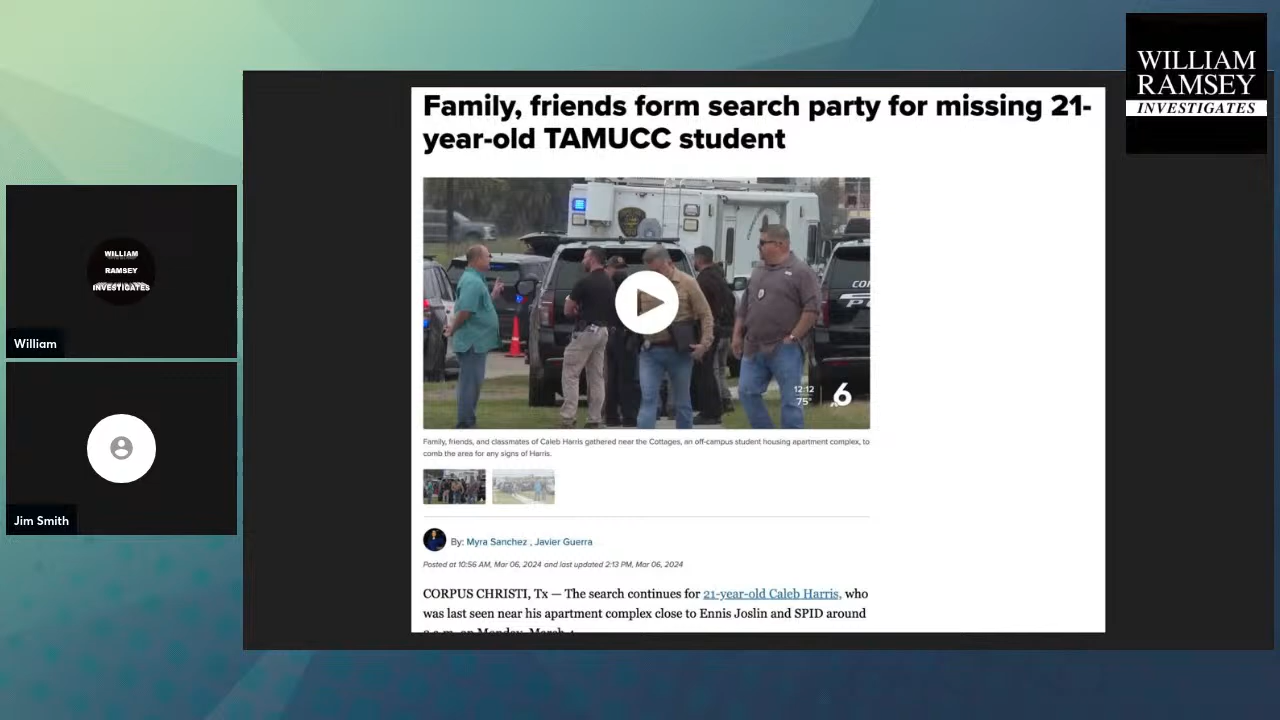 WILLIAM
RAMSEY
INVESTIGATES
Family, friends form search party for missing 21-
year-old TAMUCC student
12:12
75°
6
Family, friends, and classmates of Caleb Harris gathered near the Cottages, an off-campus student housing apartment complex, to
comb the area for any signs of Harris.
By: Myra Sanchez , Javier Guerra
Posted at 10:56 AM, Mar 06, 2024 and last updated 2:13 PM, Mar 06, 2024
CORPUS CHRISTI, Tx — The search continues for 21-year-old Caleb Harris, who
was last seen near his apartment complex close to Ennis Joslin and SPID around
a.m. on Monday, March
WILLIAM
RAMSEY
INVESTIGATES
William
Jim Smith